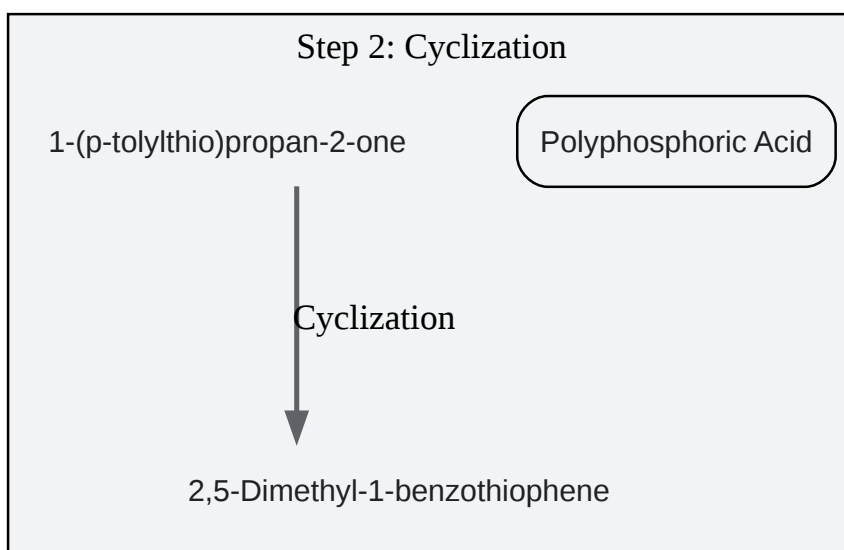 Step 2: Cyclization
1-(p-tolylthio)propan-2-one
Polyphosphoric Acid
Cyclization
2,5-Dimethyl-1-benzothiophene